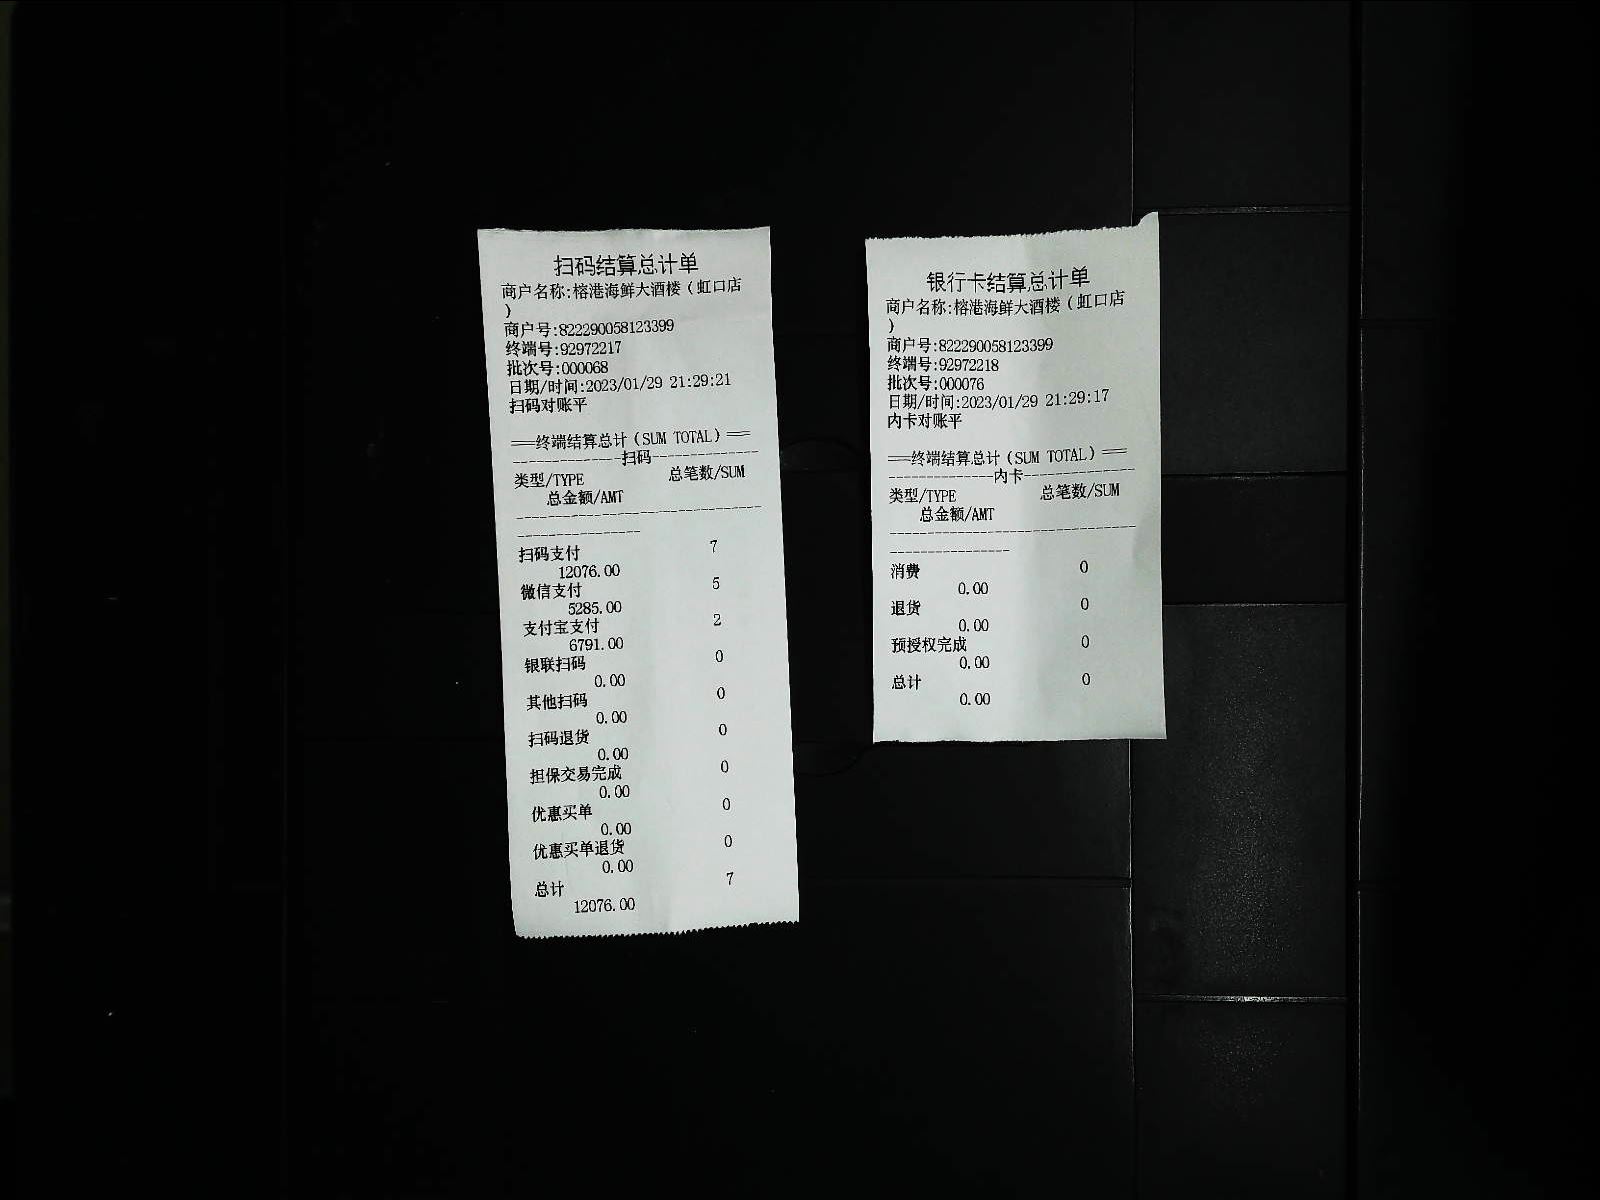 扫码结算总计单
商户名称:榕港海鲜大酒楼（虹口店
）
商户号:822290058123399
终端号:92972217
批次号:000068
日期/时间:2023/01/29 21:29:21
扫码对账平
===终端结算总计（SUM TOTAL）===
--------------扫码--------------
类型/TYPE 总笔数/SUM
总金额/AMT
--------------------------------
----------------
扫码支付 7
12076.00
微信支付 5
5285.00
支付宝支付 2
6791.00
银联扫码 0
0.00
其他扫码 0
0.00
扫码退货 0
0.00
担保交易完成 0
0.00
优惠买单 0
0.00
优惠买单退货 0
0.00
总计 7
12076.00
银行卡结算总计单
商户名称:榕港海鲜大酒楼（虹口店
）
商户号:822290058123399
终端号:92972218
批次号:000076
日期/时间:2023/01/29 21:29:17
内卡对账平
===终端结算总计（SUM TOTAL）===
--------------内卡--------------
类型/TYPE 总笔数/SUM
总金额/AMT
--------------------------------
----------------
消费 0
0.00
退货 0
0.00
预授权完成 0
0.00
总计 0
0.00